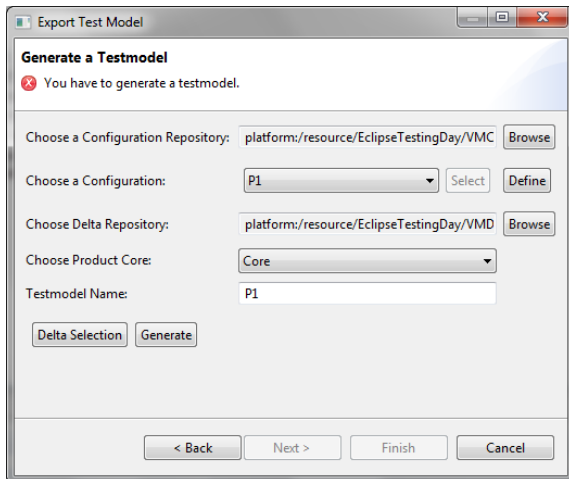 Export Test Model
Generate a Testmodel
You have to generate a testmodel.
Choose a Configuration Repository: platform:/resource/EclipseTestingDay/VMC Browse
Choose a Configuration: P1 Select Define
Choose Delta Repository: platform:/resource/EclipseTestingDay/VMD Browse
Choose Product Core: Core
Testmodel Name: P1
Delta Selection Generate
< Back Next > Finish Cancel